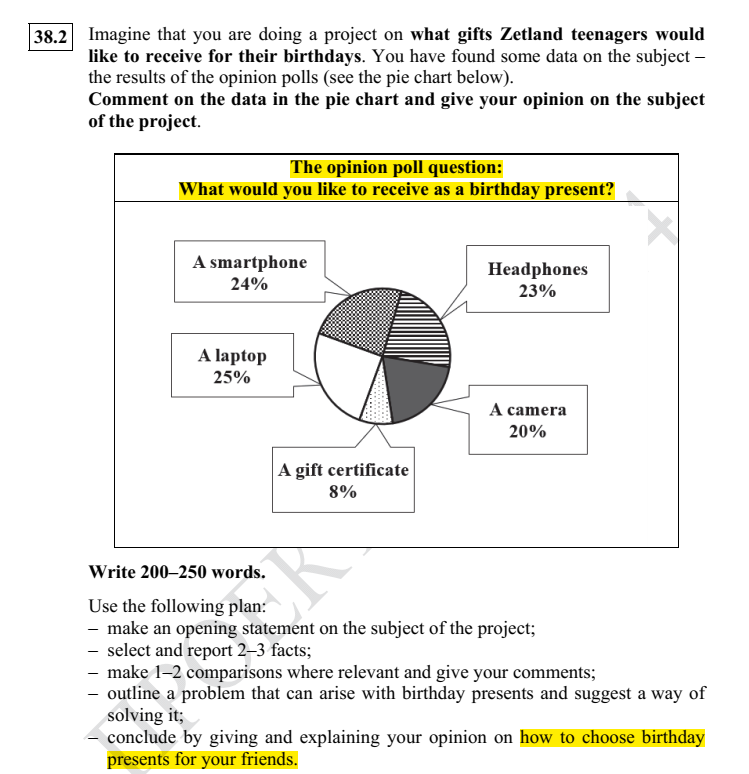 38.2 Imagine that you are doing a project on what gifts Zetland teenagers would
like to receive for their birthdays. You have found some data on the subject –
the results of the opinion polls (see the pie chart below).
Comment on the data in the pie chart and give your opinion on the subject
of the project.
The opinion poll question:
What would you like to receive as a birthday present?
A smartphone
24%
Headphones
23%
A laptop
25%
A camera
20%
A gift certificate
8%
Write 200–250 words.
Use the following plan:
– make an opening statement on the subject of the project;
– select and report 2–3 facts;
– make 1–2 comparisons where relevant and give your comments;
– outline a problem that can arise with birthday presents and suggest a way of
solving it;
– conclude by giving and explaining your opinion on how to choose birthday
presents for your friends.